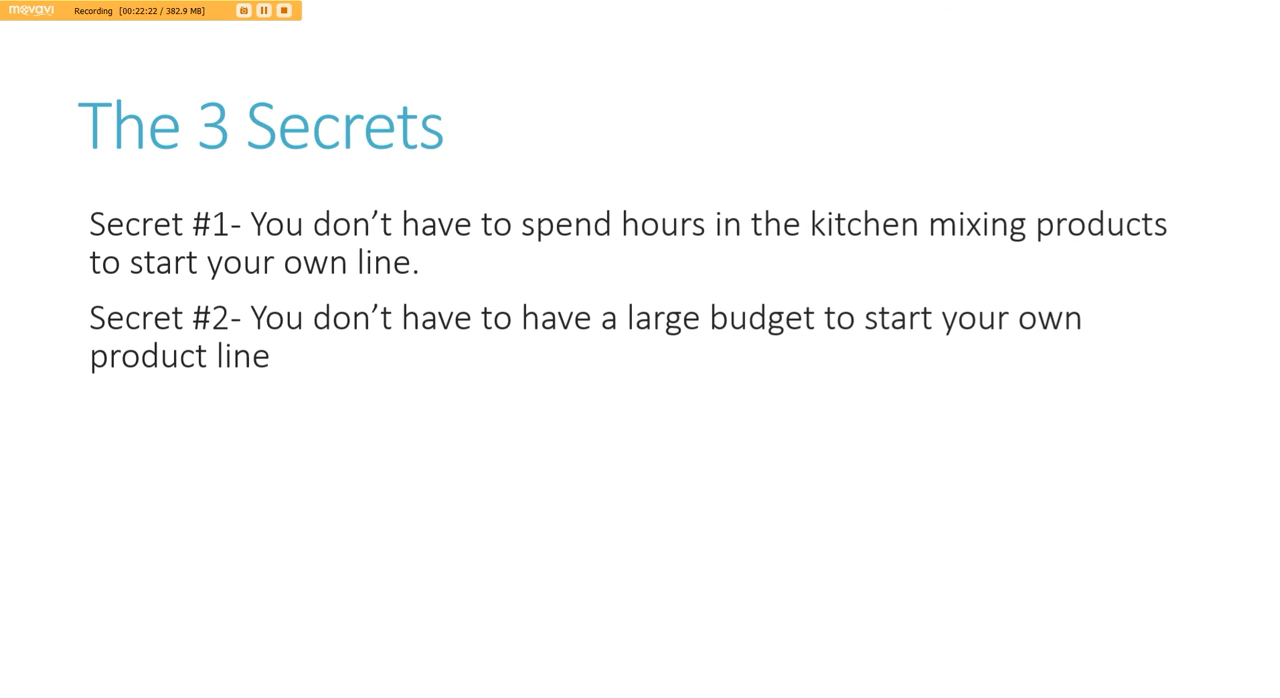 movavi
Recording [00:22:22 / 382.9 MB]
The 3 Secrets
Secret #1- You don’t have to spend hours in the kitchen mixing products
to start your own line.
Secret #2- You don’t have to have a large budget to start your own
product line